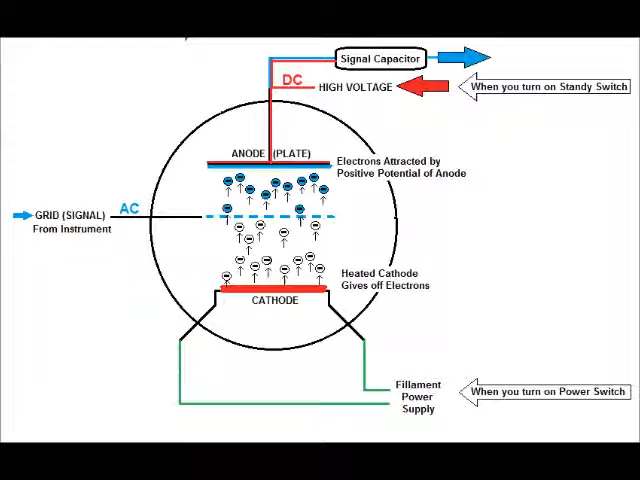 Signal Capacitor
DC
HIGH VOLTAGE
When you turn on Standy Switch
ANODE (PLATE)
Electrons Attracted by
Positive Potential of Anode
AC
GRID (SIGNAL)
From Instrument
Heated Cathode
Gives off Electrons
CATHODE
Fillament
Power
Supply
When you turn on Power Switch